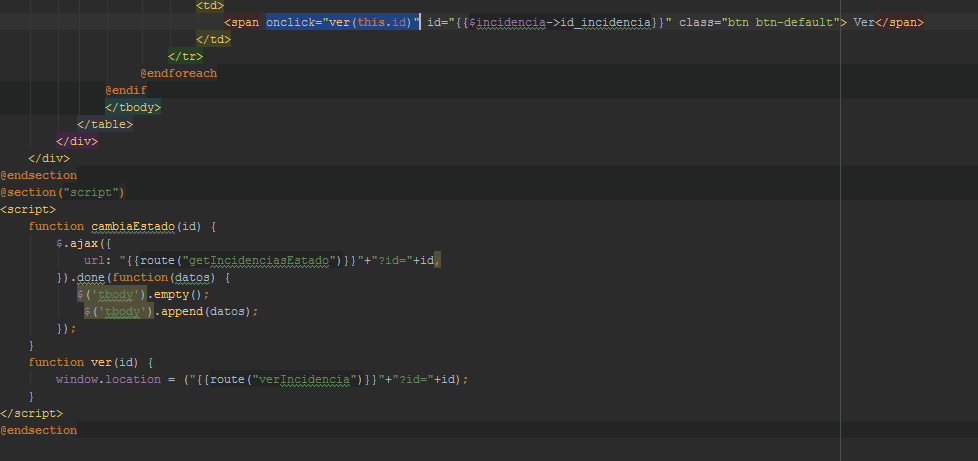 <td>
<span onclick="ver(this.id)" id="{{$incidencia->id_incidencia}}" class="btn btn-default"> Ver</span>
</td>
</tr>
@endforeach
@endif
</tbody>
</table>
</div>
</div>
@endsection
@section("script")
<script>
function cambiaEstado(id) {
$.ajax({
url: "{{route("getIncidenciasEstado")}}"+"?id="+id,
}).done(function(datos) {
$('tbody').empty();
$('tbody').append(datos);
});
}
function ver(id) {
window.location = ("{{route("verIncidencia")}}"+"?id="+id);
}
</script>
@endsection